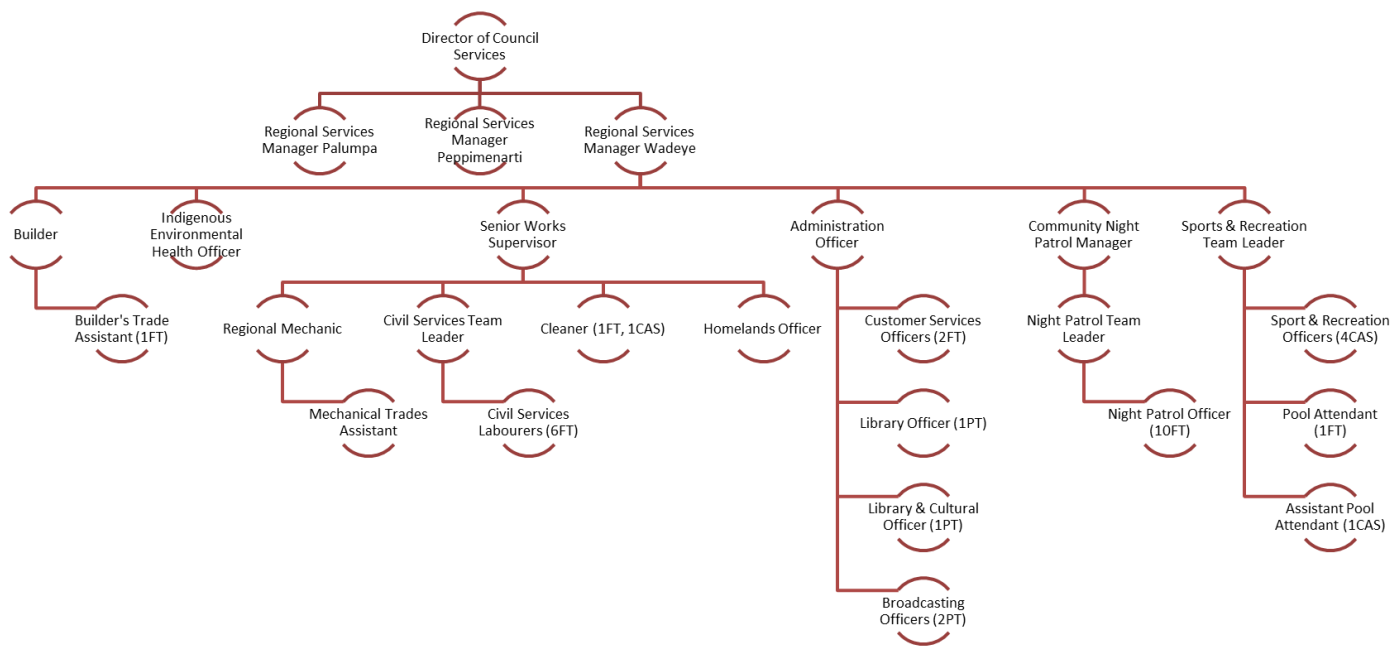 Director of Council
Services
Regional Services
Manager Palumpa
Regional Services
Manager
Peppimenarti
Regional Services
Manager Wadeye
Builder
Indigenous
Environmental
Health Officer
Senior Works
Supervisor
Administration
Officer
Community Night
Patrol Manager
Sports & Recreation
Team Leader
Builder's Trade
Assistant (1FT)
Regional Mechanic
Civil Services Team
Leader
Cleaner (1FT, 1CAS)
Homelands Officer
Customer Services
Officers (2FT)
Night Patrol Team
Leader
Sport & Recreation
Officers (4CAS)
Mechanical Trades
Assistant
Civil Services
Labourers (6FT)
Library Officer (1PT)
Night Patrol Officer
(10FT)
Pool Attendant
(1FT)
Library & Cultural
Officer (1PT)
Assistant Pool
Attendant (1CAS)
Broadcasting
Officers (2PT)